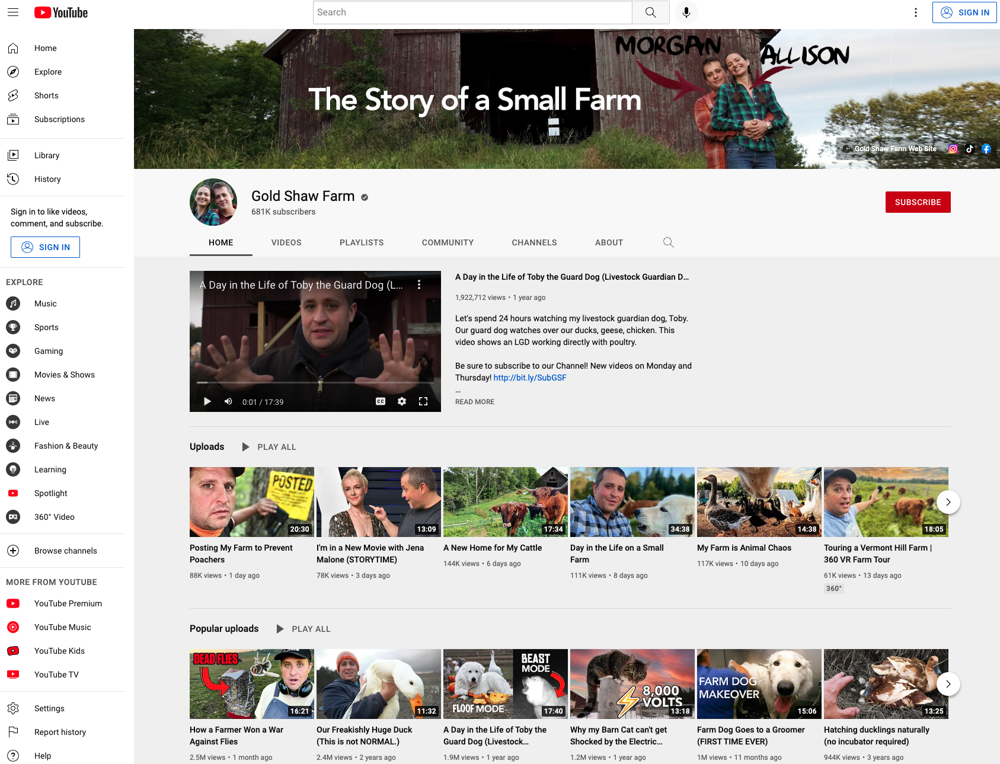 YouTube
Search
SIGN IN
Home
Explore
Shorts
Subscriptions
Library
History
Sign in to like videos,
comment, and subscribe.
SIGN IN
EXPLORE
Music
Sports
Gaming
Movies & Shows
News
Live
Fashion & Beauty
Learning
Spotlight
360° Video
Browse channels
MORE FROM YOUTUBE
YouTube Premium
YouTube Music
YouTube Kids
YouTube TV
Settings
Report history
Help
MORGAN
ALLISON
The Story of a Small Farm
Gold Shaw Farm Web Site
Gold Shaw Farm
681K subscribers
SUBSCRIBE
HOME VIDEOS PLAYLISTS COMMUNITY CHANNELS ABOUT
A Day in the Life of Toby the Guard Dog (L...
CC
0:01 / 17:39
A Day in the Life of Toby the Guard Dog (Livestock Guardian D...
1,922,712 views • 1 year ago
Let's spend 24 hours watching my livestock guardian dog, Toby.
Our guard dog watches over our ducks, geese, chicken. This
video shows an LGD working directly with poultry.
Be sure to subscribe to our Channel! New videos on Monday and
Thursday! http://bit.ly/SubGSF
...
READ MORE
Uploads PLAY ALL
POSTED
20:30
Posting My Farm to Prevent
Poachers
88K views • 1 day ago
13:09
I'm in a New Movie with Jena
Malone (STORYTIME)
78K views • 3 days ago
17:34
A New Home for My Cattle
144K views • 6 days ago
34:38
Day in the Life on a Small
Farm
111K views • 8 days ago
14:38
My Farm is Animal Chaos
117K views • 10 days ago
18:05
Touring a Vermont Hill Farm |
360 VR Farm Tour
61K views • 13 days ago
360°
Popular uploads PLAY ALL
DEAD FLIES
16:21
How a Farmer Won a War
Against Flies
2.5M views • 1 month ago
11:32
Our Freakishly Huge Duck
(This is not NORMAL.)
2.4M views • 2 years ago
BEAST
MODE
FLOOF MODE
17:40
A Day in the Life of Toby the
Guard Dog (Livestock...
1.9M views • 1 year ago
8,000
VOLTS
13:18
Why my Barn Cat can't get
Shocked by the Electric...
1.2M views • 1 year ago
FARM DOG
MAKEOVER
15:06
Farm Dog Goes to a Groomer
(FIRST TIME EVER)
1M views • 11 months ago
13:25
Hatching ducklings naturally
(no incubator required)
944K views • 3 years ago